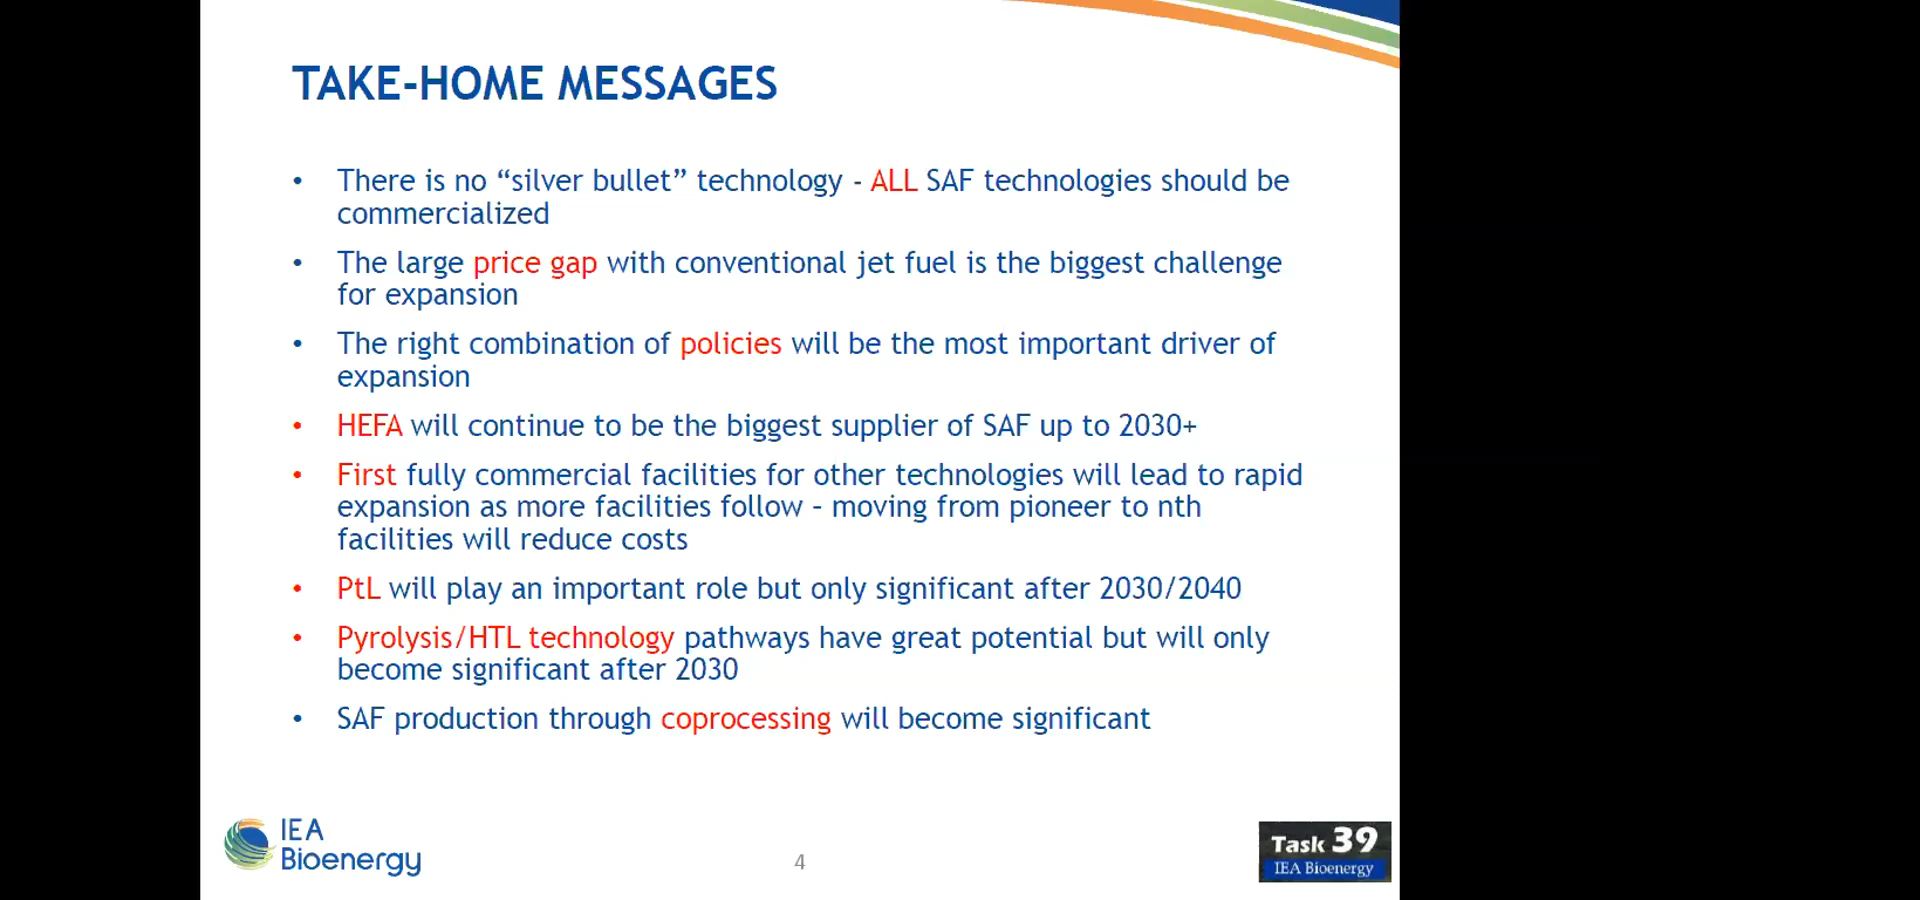 TAKE-HOME MESSAGES
• There is no “silver bullet” technology - ALL SAF technologies should be
commercialized
• The large price gap with conventional jet fuel is the biggest challenge
for expansion
• The right combination of policies will be the most important driver of
expansion
• HEFA will continue to be the biggest supplier of SAF up to 2030+
• First fully commercial facilities for other technologies will lead to rapid
expansion as more facilities follow – moving from pioneer to nth
facilities will reduce costs
• PtL will play an important role but only significant after 2030/2040
• Pyrolysis/HTL technology pathways have great potential but will only
become significant after 2030
• SAF production through coprocessing will become significant
IEA
Bioenergy
4
Task 39
IEA Bioenergy